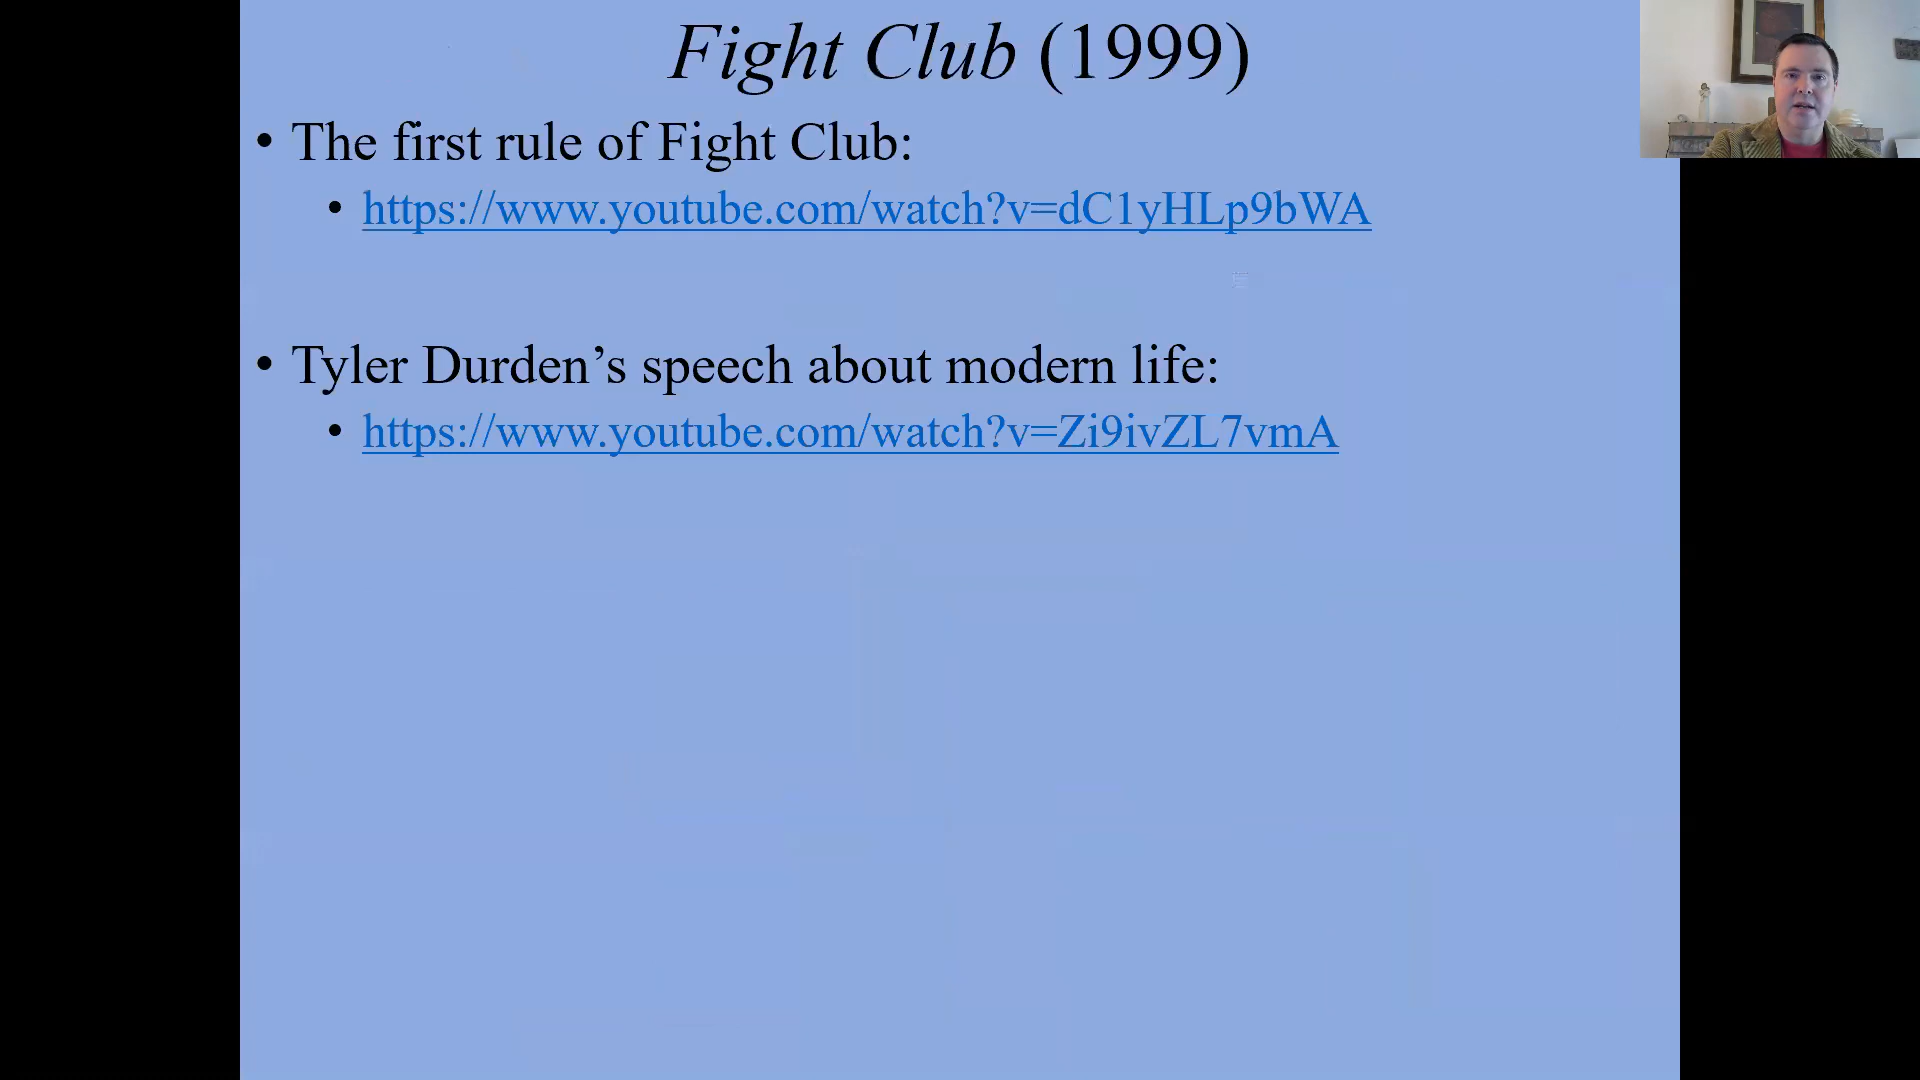 Fight Club (1999)
• The first rule of Fight Club:
• https://www.youtube.com/watch?v=dC1yHLp9bWA
• Tyler Durden’s speech about modern life:
• https://www.youtube.com/watch?v=Zi9ivZL7vmA